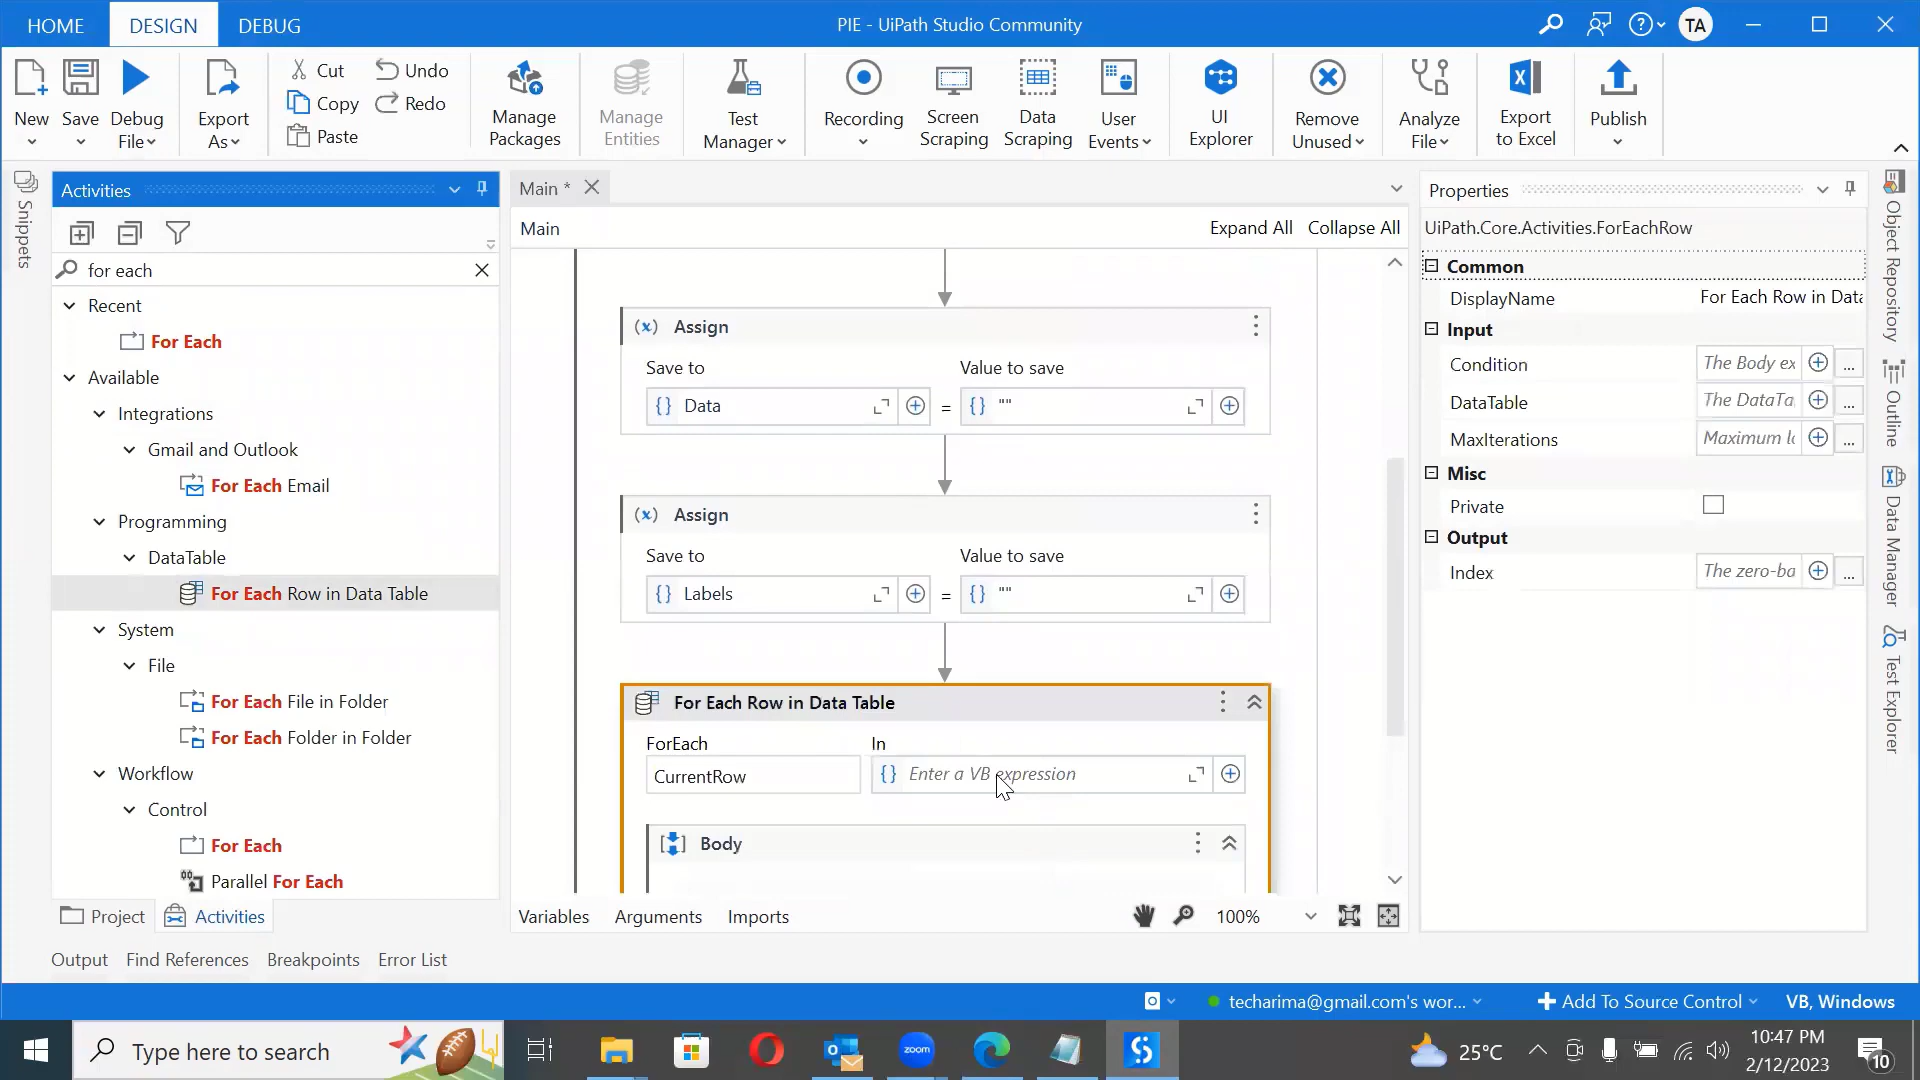 HOME
DESIGN
DEBUG
PIE - UiPath Studio Community
TA
New
Save
Debug File
Export As
Cut
Copy
Paste
Undo
Redo
Manage Packages
Manage Entities
Test Manager
Recording
Screen Scraping
Data Scraping
User Events
UI Explorer
Remove Unused
Analyze File
Export to Excel
Publish
Snippets
Activities
for each
Recent
For Each
Available
Integrations
Gmail and Outlook
For Each Email
Programming
DataTable
For Each Row in Data Table
System
File
For Each File in Folder
For Each Folder in Folder
Workflow
Control
For Each
Parallel For Each
Project
Activities
Main *
Main
Expand All
Collapse All
(x) Assign
Save to
Value to save
{} Data
=
{} ""
(x) Assign
Save to
Value to save
{} Labels
=
{} ""
For Each Row in Data Table
ForEach
In
CurrentRow
{} Enter a VB expression
Body
Variables
Arguments
Imports
100%
Properties
UiPath.Core.Activities.ForEachRow
Common
DisplayName
For Each Row in Data
Input
Condition
The Body ex
...
DataTable
The DataTa
...
MaxIterations
Maximum lo
...
Misc
Private
Output
Index
The zero-ba
...
Object Repository
Outline
Data Manager
Test Explorer
Output
Find References
Breakpoints
Error List
techarima@gmail.com's wor...
Add To Source Control
VB, Windows
Type here to search
zoom
25°C
10:47 PM
2/12/2023
10